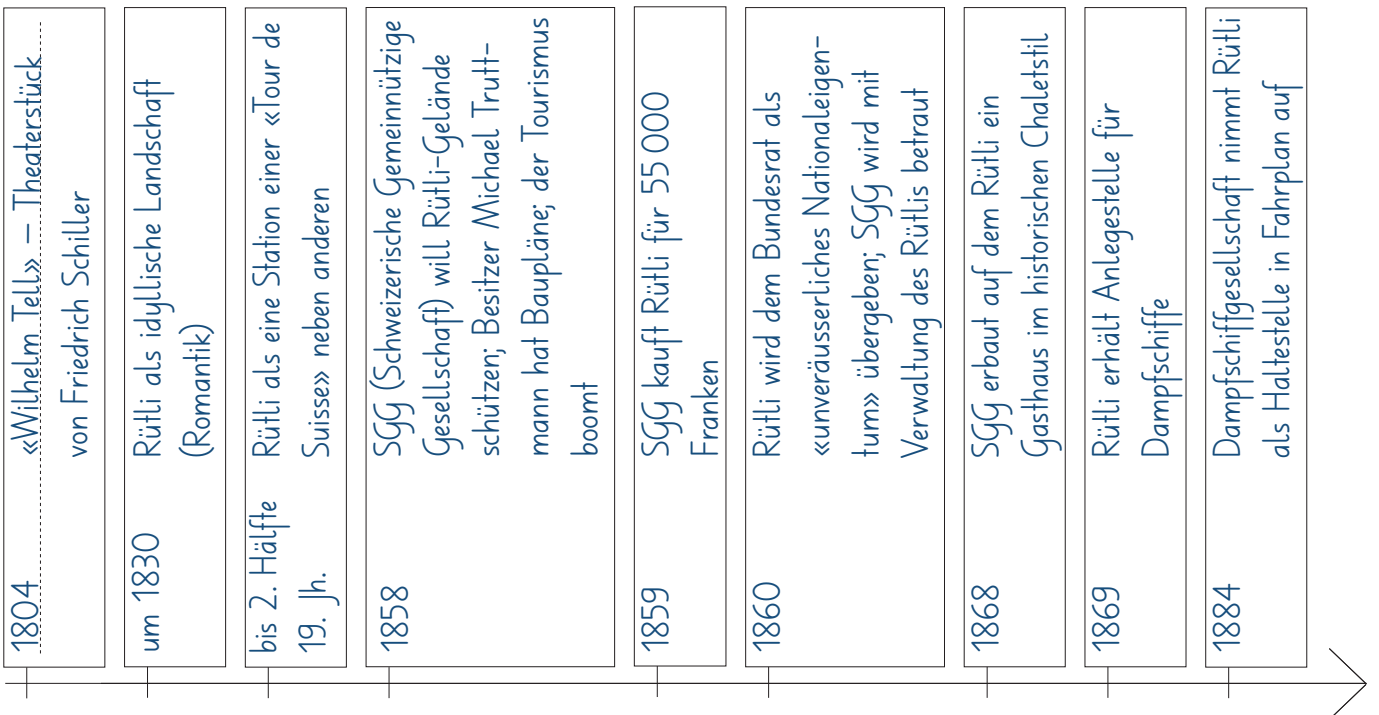 1804
«Wilhelm Tell» – Theaterstück
von Friedrich Schiller
um 1830
Rütli als idyllische Landschaft
(Romantik)
bis 2. Hälfte
19. Jh.
Rütli als eine Station einer «Tour de
Suisse» neben anderen
1858
SGG (Schweizerische Gemeinnützige
Gesellschaft) will Rütli-Gelände
schützen; Besitzer Michael Trutt-
mann hat Baupläne; der Tourismus
boomt
1859
SGG kauft Rütli für 55 000
Franken
1860
Rütli wird dem Bundesrat als
«unveräusserliches Nationaleigen-
tum» übergeben; SGG wird mit
Verwaltung des Rütlis betraut
1868
SGG erbaut auf dem Rütli ein
Gasthaus im historischen Chaletstil
1869
Rütli erhält Anlegestelle für
Dampfschiffe
1884
Dampfschiffgesellschaft nimmt Rütli
als Haltestelle in Fahrplan auf